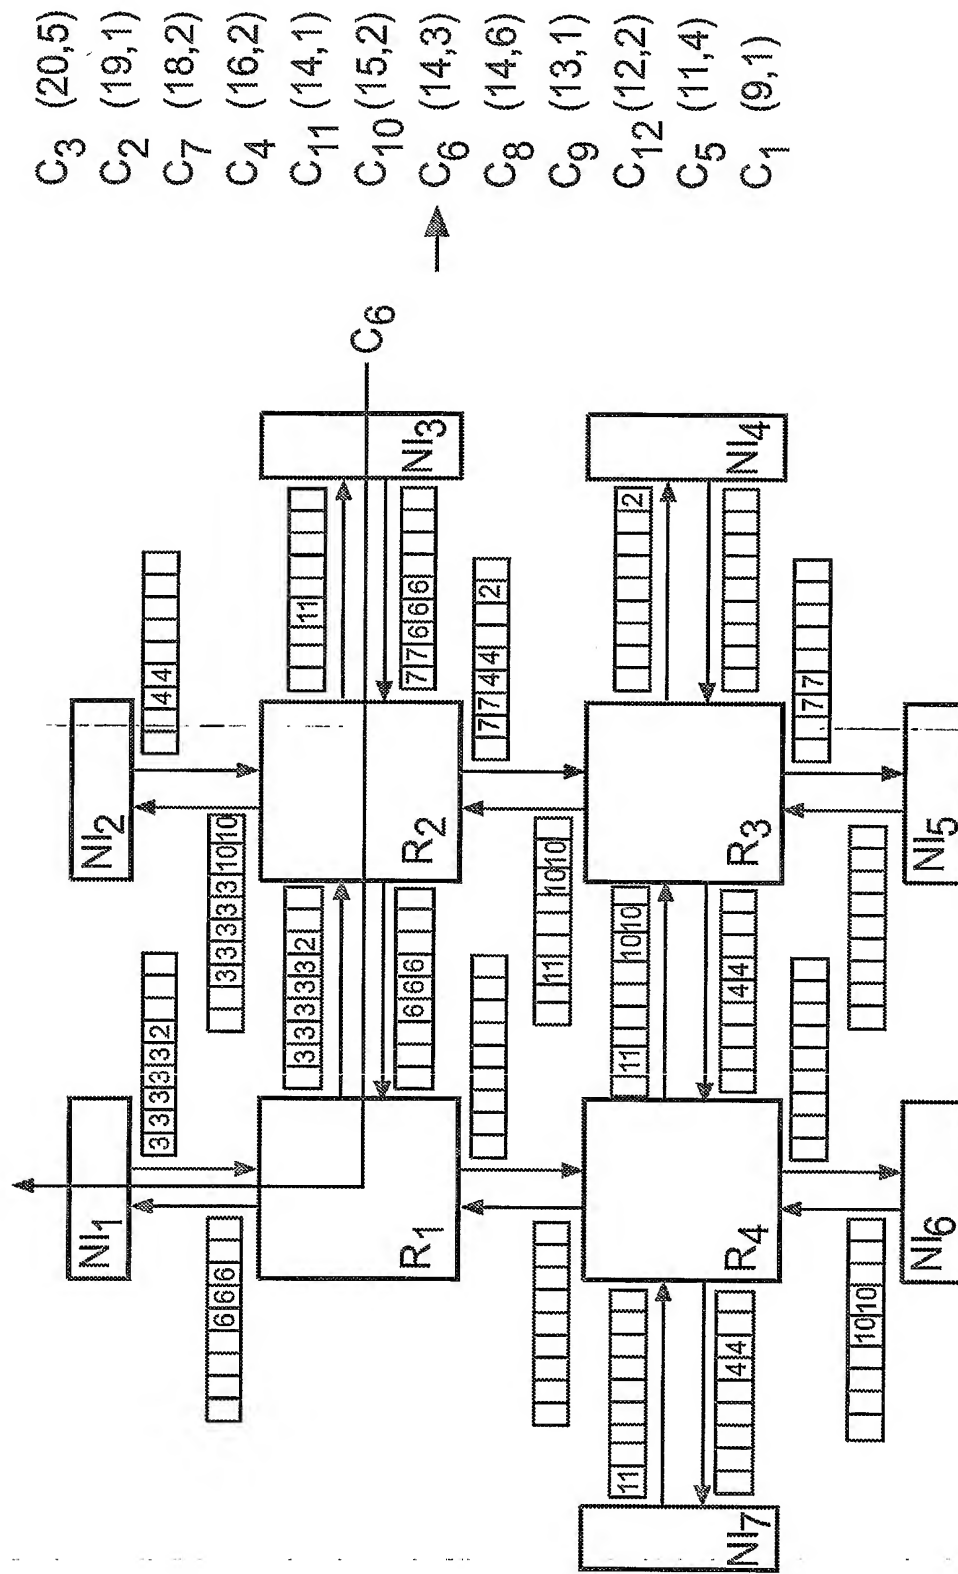 NI1
NI2
3 3 3 3 3 2
4 4
6 6 6
3 3 3 3 3 10 10
3 3 3 3 3 2
11
C6
6 6 6
7 7 6 6 6
R1
R2
NI3
7 7 4 4 2
11 10 10
11
11 10 10
2
4 4
4 4
NI7
R4
R3
NI4
7 7
10 10
NI6
NI5
C3 (20,5)
C2 (19,1)
C7 (18,2)
C4 (16,2)
C11 (14,1)
C10 (15,2)
C6 (14,3)
C8 (14,6)
C9 (13,1)
C12 (12,2)
C5 (11,4)
C1 (9,1)